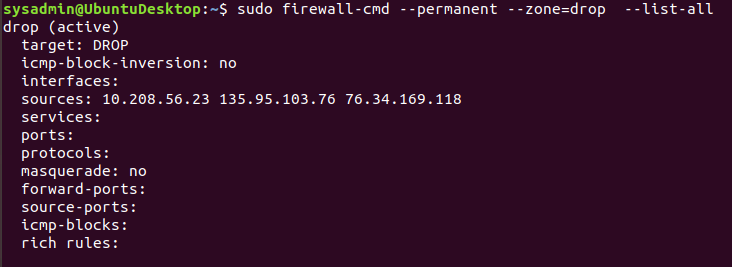 sysadmin@UbuntuDesktop:~$ sudo firewall-cmd --permanent --zone=drop  --list-all
drop (active)
  target: DROP
  icmp-block-inversion: no
  interfaces:
  sources: 10.208.56.23 135.95.103.76 76.34.169.118
  services:
  ports:
  protocols:
  masquerade: no
  forward-ports:
  source-ports:
  icmp-blocks:
  rich rules: